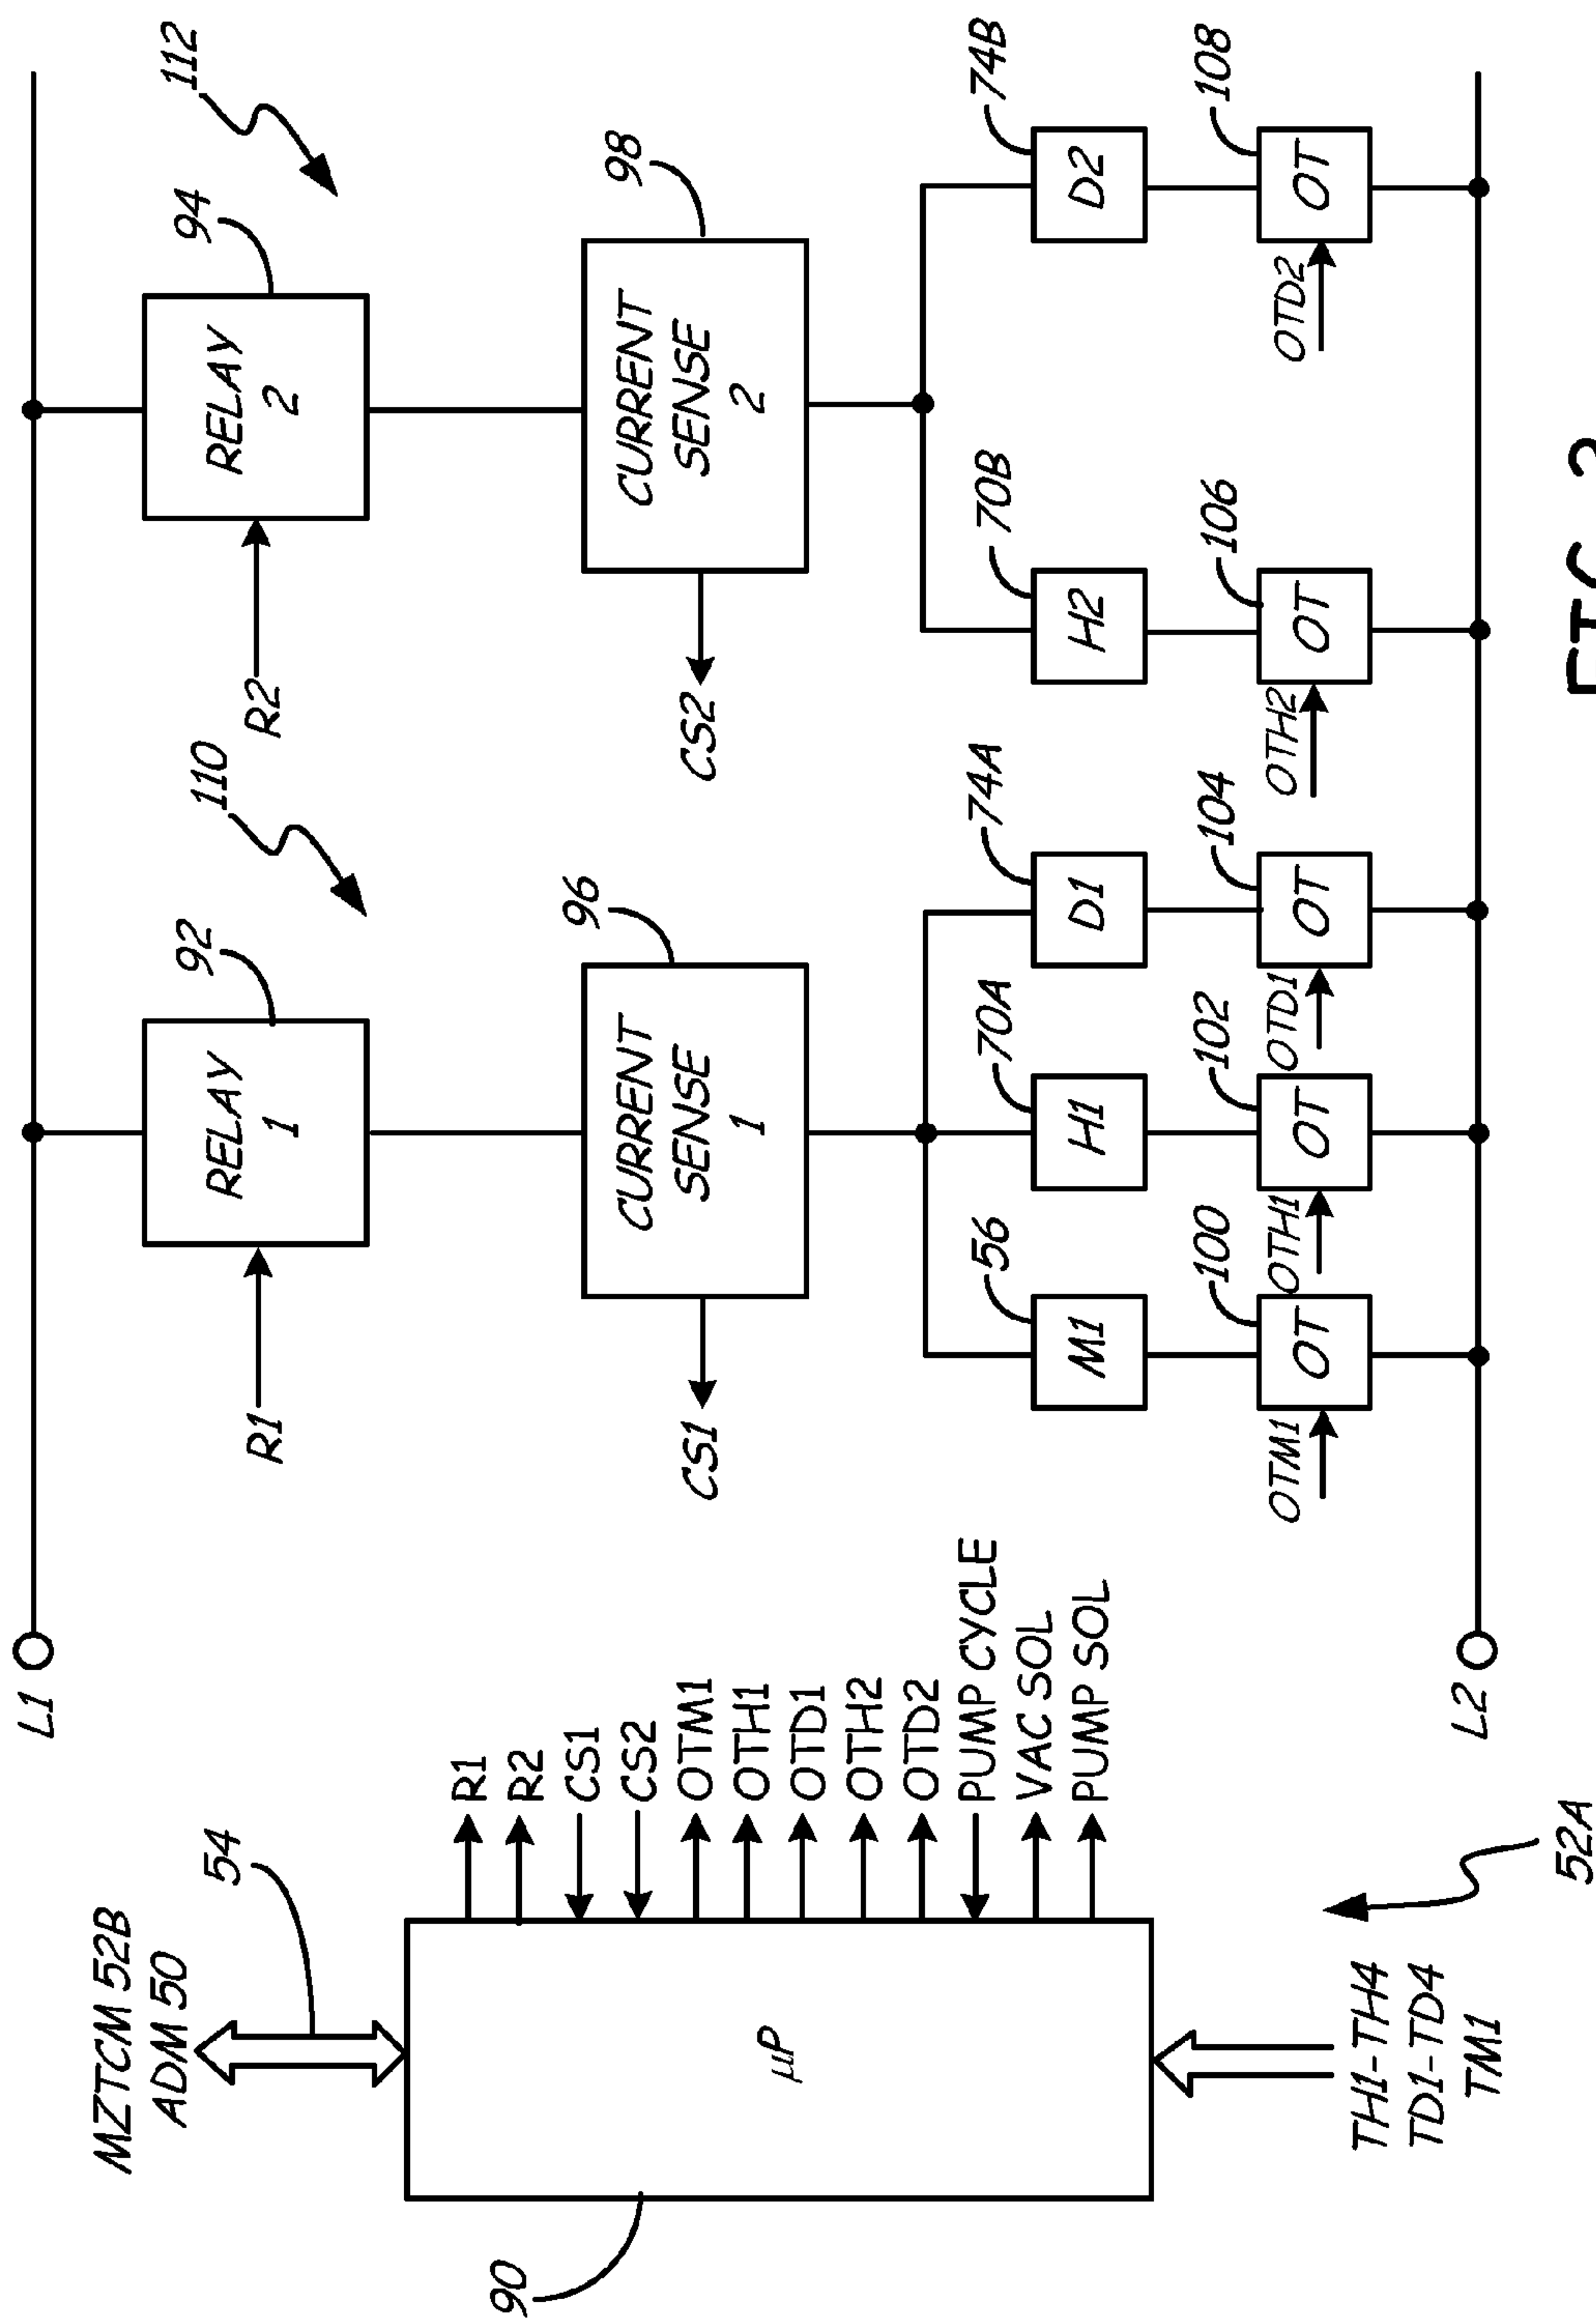 MZTCM 52B
ADM 50
54
90
μP
R1
R2
CS1
CS2
OTM1
OTH1
OTD1
OTH2
OTD2
PUMP CYCLE
VAC SOL
PUMP SOL
TH1-TH4
TD1-TD4
TM1
52A
L1
L2
R1
RELAY
1
92
110
CS1
CURRENT
SENSE
1
96
M1
56
H1
70A
D1
74A
OTM1
OT
100
OTH1
OT
102
OTD1
OT
104
R2
RELAY
2
94
112
CS2
CURRENT
SENSE
2
98
H2
70B
D2
74B
OTH2
OT
106
OTD2
OT
108